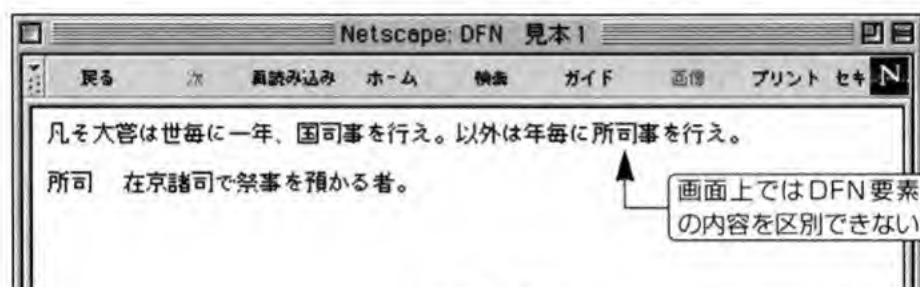 Netscape: DFN 見本1
戻る 次 再読み込み ホーム 検索 ガイド 画像 プリント セキ N
凡そ大嘗は世毎に一年、国司事を行え。以外は年毎に所司事を行え。
所司 在京諸司で祭事を預かる者。
画面上ではDFN要素
の内容を区別できない